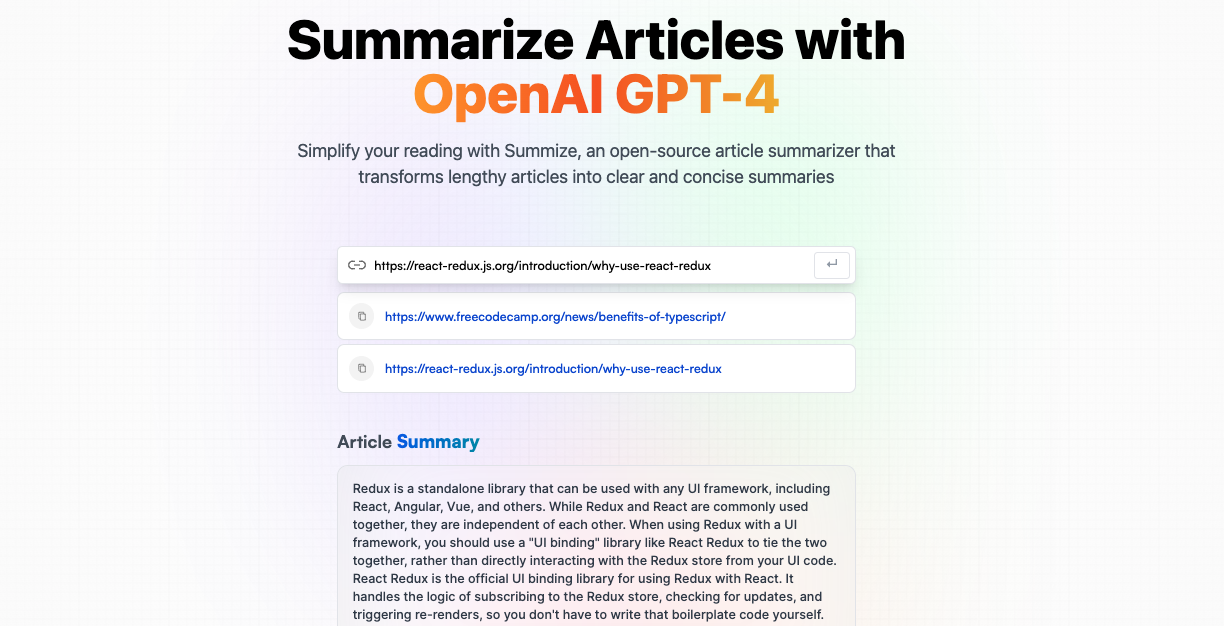 Summarize Articles with
OpenAI GPT-4
Simplify your reading with Summize, an open-source article summarizer that
transforms lengthy articles into clear and concise summaries
https://react-redux.js.org/introduction/why-use-react-redux
https://www.freecodecamp.org/news/benefits-of-typescript/
https://react-redux.js.org/introduction/why-use-react-redux
Article Summary
Redux is a standalone library that can be used with any UI framework, including
React, Angular, Vue, and others. While Redux and React are commonly used
together, they are independent of each other. When using Redux with a UI
framework, you should use a "UI binding" library like React Redux to tie the two
together, rather than directly interacting with the Redux store from your UI code.
React Redux is the official UI binding library for using Redux with React. It
handles the logic of subscribing to the Redux store, checking for updates, and
triggering re-renders, so you don't have to write that boilerplate code yourself.